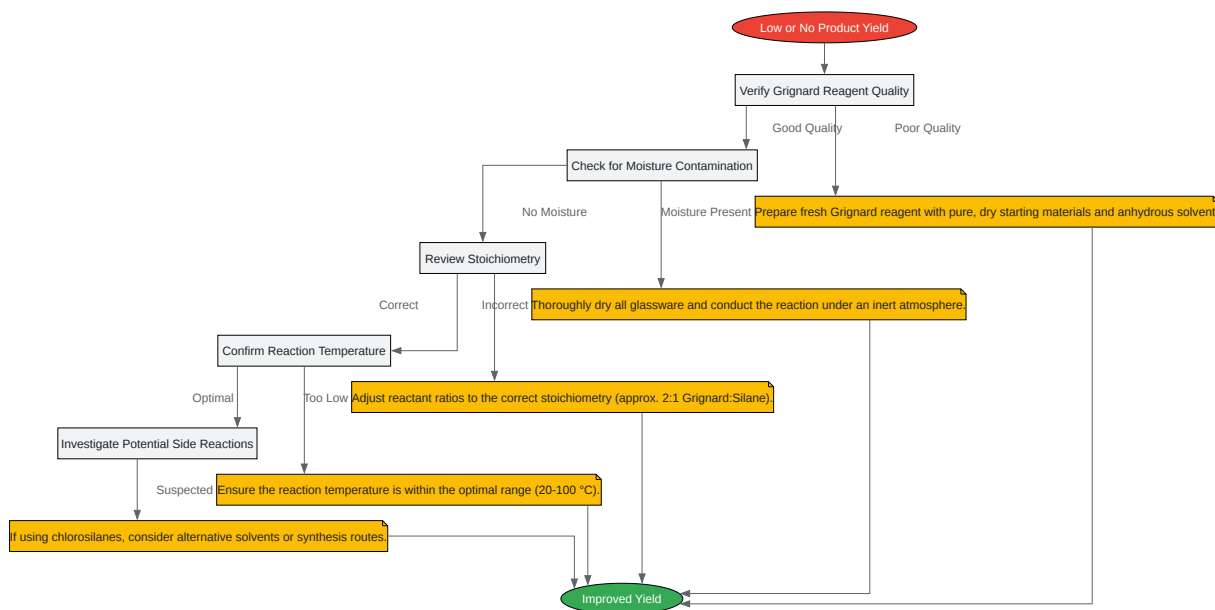 Low or No Product Yield
Verify Grignard Reagent Quality
Good Quality
Poor Quality
Check for Moisture Contamination
No Moisture
Moisture Present
Prepare fresh Grignard reagent with pure, dry starting materials and anhydrous solvent
Review Stoichiometry
Correct
Incorrect
Thoroughly dry all glassware and conduct the reaction under an inert atmosphere.
Confirm Reaction Temperature
Optimal
Too Low
Adjust reactant ratios to the correct stoichiometry (approx. 2:1 Grignard:Silane).
Investigate Potential Side Reactions
Suspected
Ensure the reaction temperature is within the optimal range (20-100 °C).
If using chlorosilanes, consider alternative solvents or synthesis routes.
Improved Yield